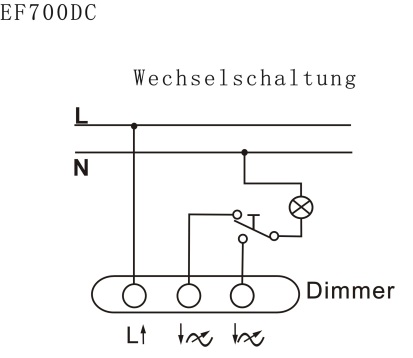 EF700DC
Wechselschaltung
L
N
Dimmer
L